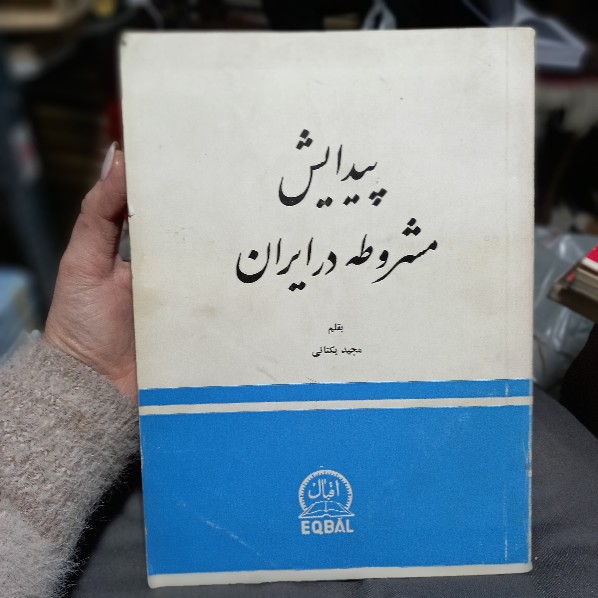 پیدایش
مشروطه در ایران
بقلم
مجید یکتائی
اقبال
EQBAL